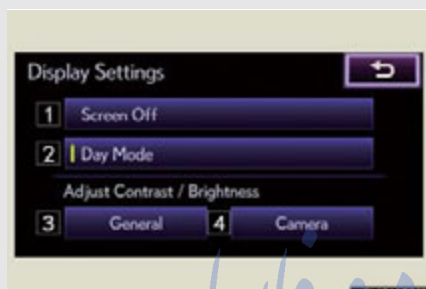 Display Settings
1 Screen Off
2 Day Mode
Adjust Contrast / Brightness
3 General 4 Camera